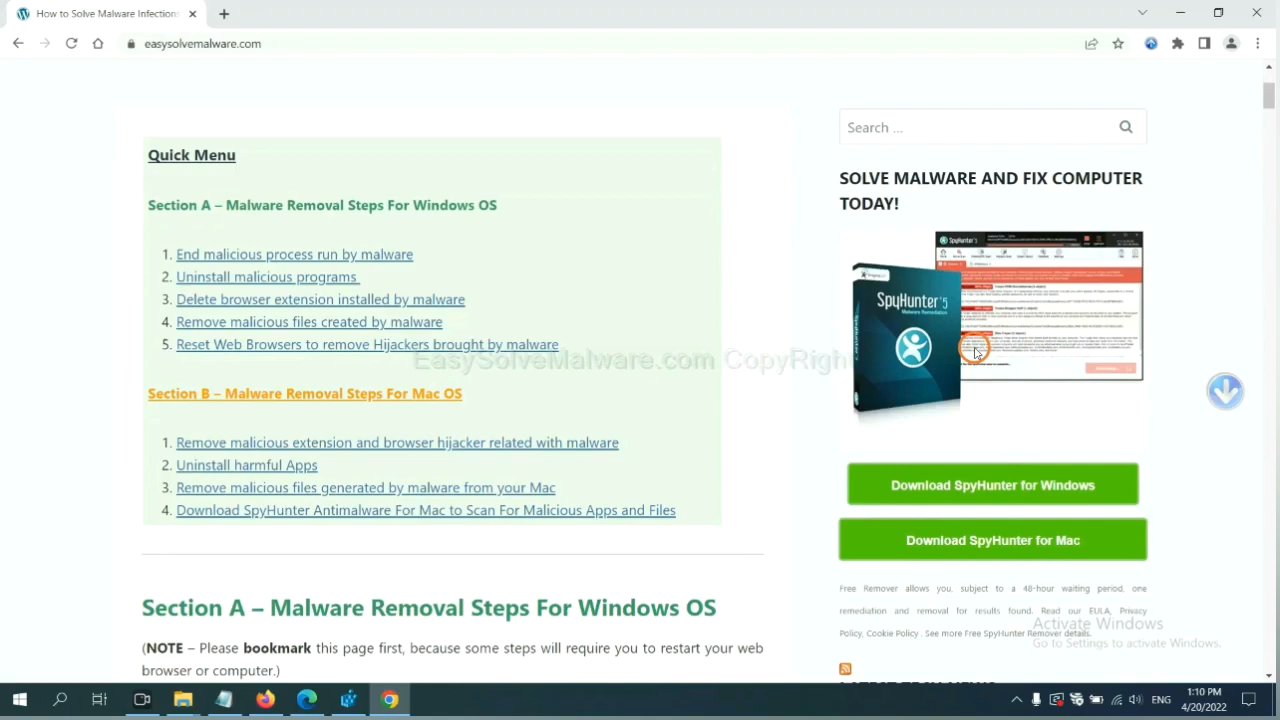 How to Solve Malware Infections
easysolvemalware.com
Quick Menu
Section A – Malware Removal Steps For Windows OS
1. End malicious process run by malware
2. Uninstall malicious programs
3. Delete browser extension installed by malware
4. Remove malicious files created by malware
5. Reset Web Browser Hijackers brought by malware
Section B – Malware Removal Steps For Mac OS
1. Remove malicious extension and browser hijacker related with malware
2. Uninstall harmful Apps
3. Remove malicious files generated by malware from your Mac
4. Download SpyHunter Antimalware For Mac to Scan For Malicious Apps and Files
Section A – Malware Removal Steps For Windows OS
(NOTE – Please bookmark this page first, because some steps will require you to restart your web
browser or computer.)
Search ...
SOLVE MALWARE AND FIX COMPUTER
TODAY!
SpyHunter 5
Malware Remediation
SpyHunter 5
Download SpyHunter for Windows
Download SpyHunter for Mac
Free Remover allows you, subject to a 48-hour waiting period, one
remediation and removal for results found. Read our EULA, Privacy
Policy, Cookie Policy . See more Free SpyHunter Remover details.
Activate Windows
Go to Settings to activate Windows.
LATEST TECH NEWS
ENG
1:10 PM
4/20/2022